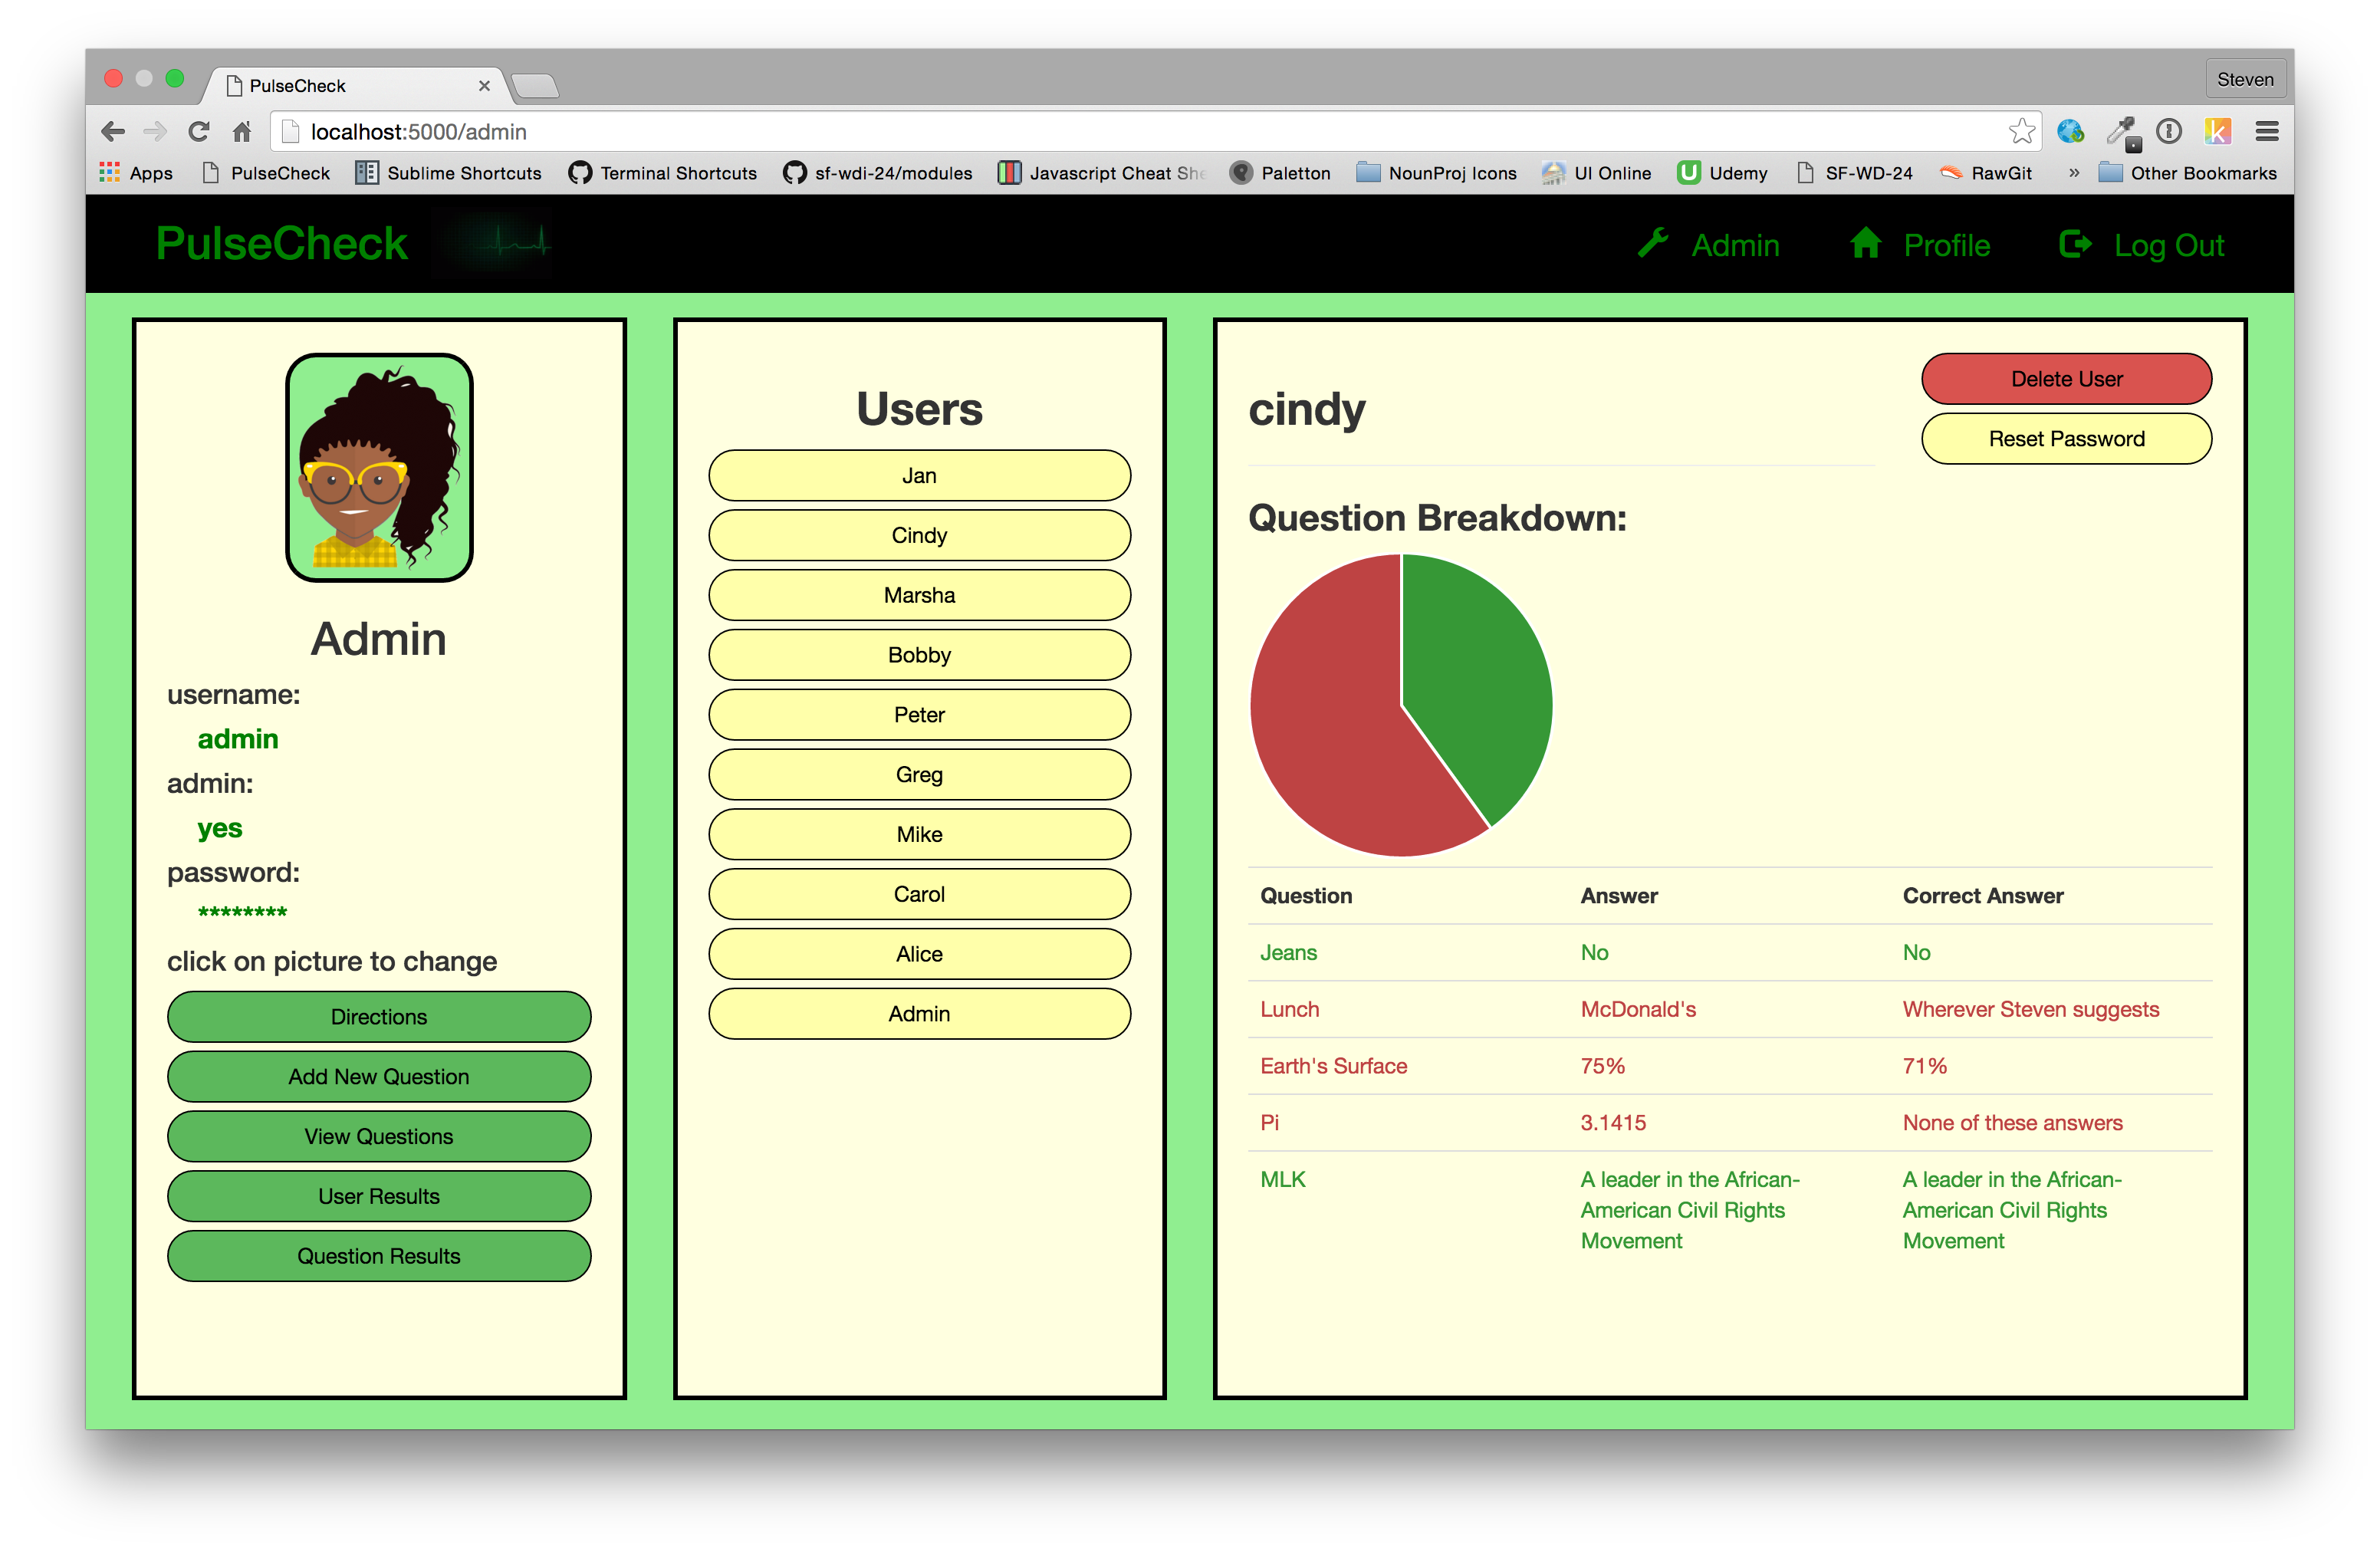 PulseCheck
Steven
localhost:5000/admin
Apps PulseCheck Sublime Shortcuts Terminal Shortcuts sf-wdi-24/modules Javascript Cheat She Paletton NounProj Icons UI Online Udemy SF-WD-24 RawGit » Other Bookmarks
PulseCheck
Admin Profile Log Out
Admin
username:
admin
admin:
yes
password:
********
click on picture to change
Directions
Add New Question
View Questions
User Results
Question Results
Users
Jan
Cindy
Marsha
Bobby
Peter
Greg
Mike
Carol
Alice
Admin
cindy
Delete User
Reset Password
Question Breakdown:
Question Answer Correct Answer
Jeans No No
Lunch McDonald's Wherever Steven suggests
Earth's Surface 75% 71%
Pi 3.1415 None of these answers
MLK A leader in the African- A leader in the African-
American Civil Rights American Civil Rights
Movement Movement